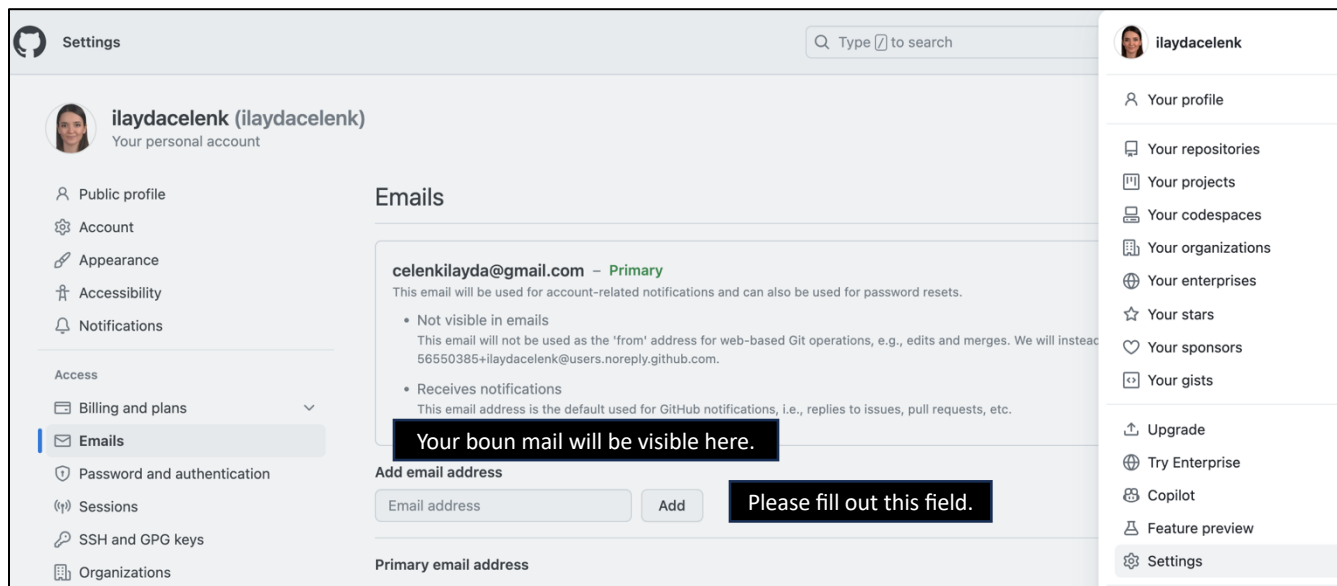 Settings
Type / to search
ilaydacelenk (ilaydacelenk)
Your personal account
Public profile
Account
Appearance
Accessibility
Notifications
Access
Billing and plans
Emails
Password and authentication
Sessions
SSH and GPG keys
Organizations
Emails
celenkilayda@gmail.com – Primary
This email will be used for account-related notifications and can also be used for password resets.
• Not visible in emails
This email will not be used as the 'from' address for web-based Git operations, e.g., edits and merges. We will instead
56550385+ilaydacelenk@users.noreply.github.com.
• Receives notifications
This email address is the default used for GitHub notifications, i.e., replies to issues, pull requests, etc.
Your boun mail will be visible here.
Add email address
Email address
Add
Please fill out this field.
Primary email address
ilaydacelenk
Your profile
Your repositories
Your projects
Your codespaces
Your organizations
Your enterprises
Your stars
Your sponsors
Your gists
Upgrade
Try Enterprise
Copilot
Feature preview
Settings